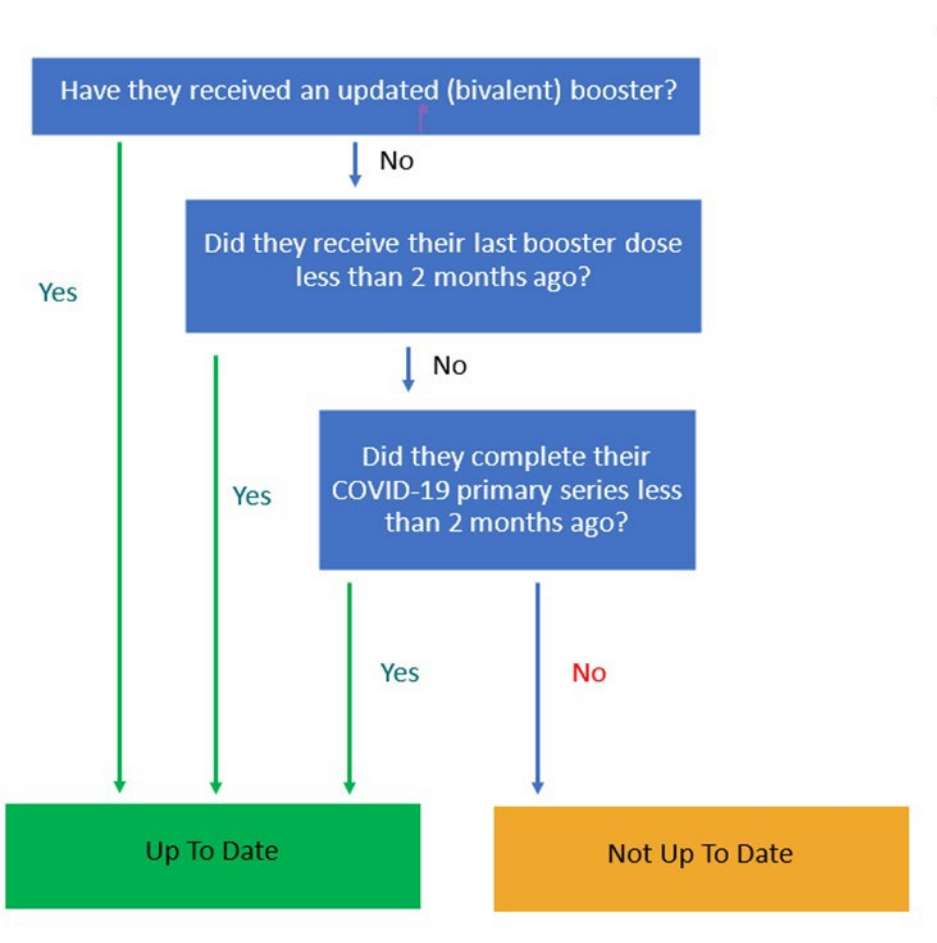 Have they received an updated (bivalent) booster?
No
Did they receive their last booster dose
less than 2 months ago?
Yes
No
Did they complete their
COVID-19 primary series less
than 2 months ago?
Yes
Yes
No
Up To Date
Not Up To Date